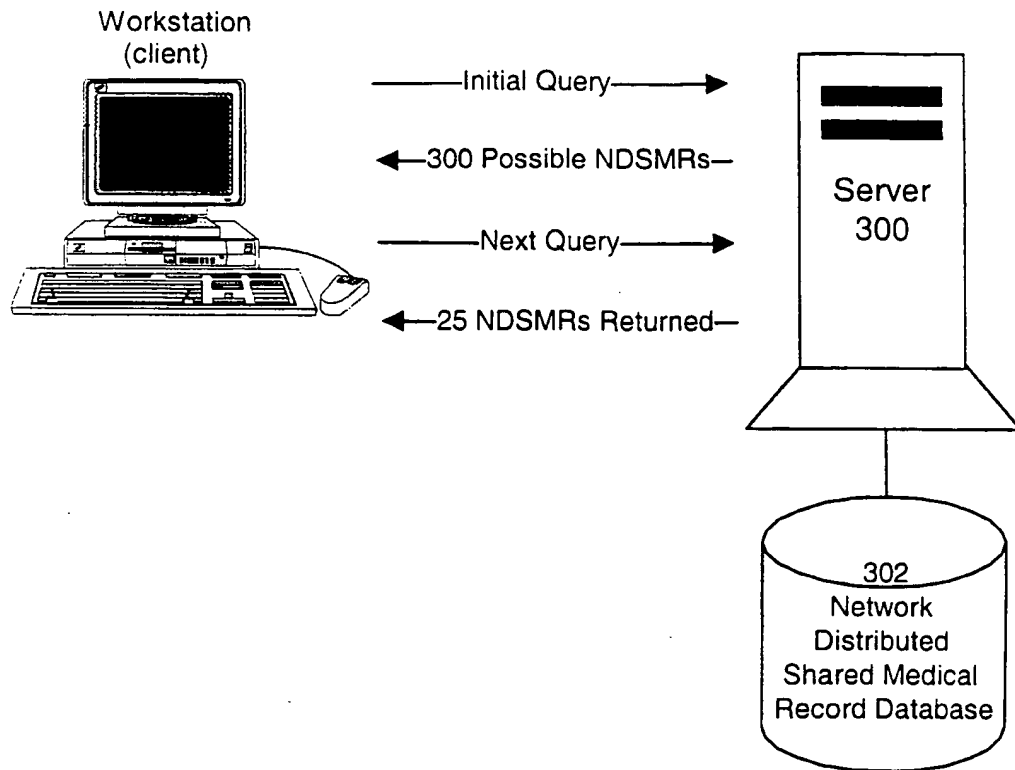 Workstation
(client)
Initial Query
300 Possible NDSMRs
Next Query
25 NDSMRs Returned
Server
300
302
Network
Distributed
Shared Medical
Record Database